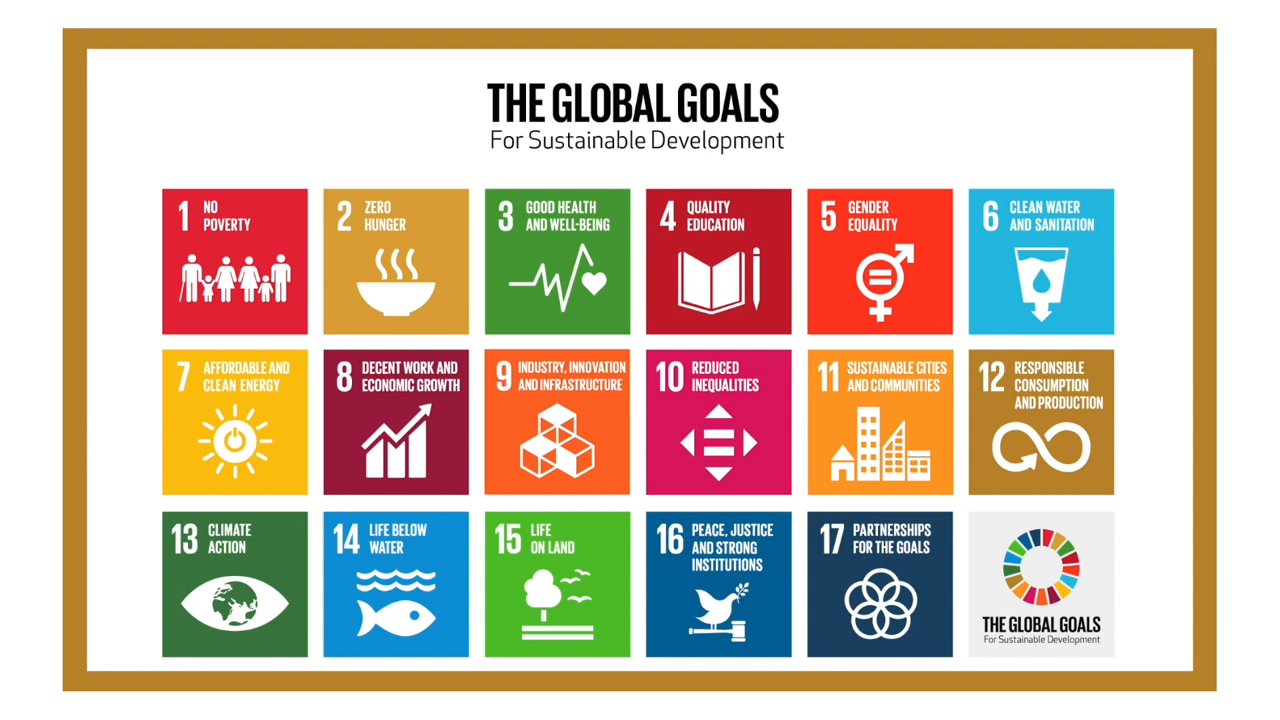 THE GLOBAL GOALS
For Sustainable Development
1 NO
POVERTY
2 ZERO
HUNGER
3 GOOD HEALTH
AND WELL-BEING
4 QUALITY
EDUCATION
5 GENDER
EQUALITY
6 CLEAN WATER
AND SANITATION
7 AFFORDABLE AND
CLEAN ENERGY
8 DECENT WORK AND
ECONOMIC GROWTH
9 INDUSTRY, INNOVATION
AND INFRASTRUCTURE
10 REDUCED
INEQUALITIES
11 SUSTAINABLE CITIES
AND COMMUNITIES
12 RESPONSIBLE
CONSUMPTION
AND PRODUCTION
13 CLIMATE
ACTION
14 LIFE BELOW
WATER
15 LIFE
ON LAND
16 PEACE, JUSTICE
AND STRONG
INSTITUTIONS
17 PARTNERSHIPS
FOR THE GOALS
THE GLOBAL GOALS
For Sustainable Development